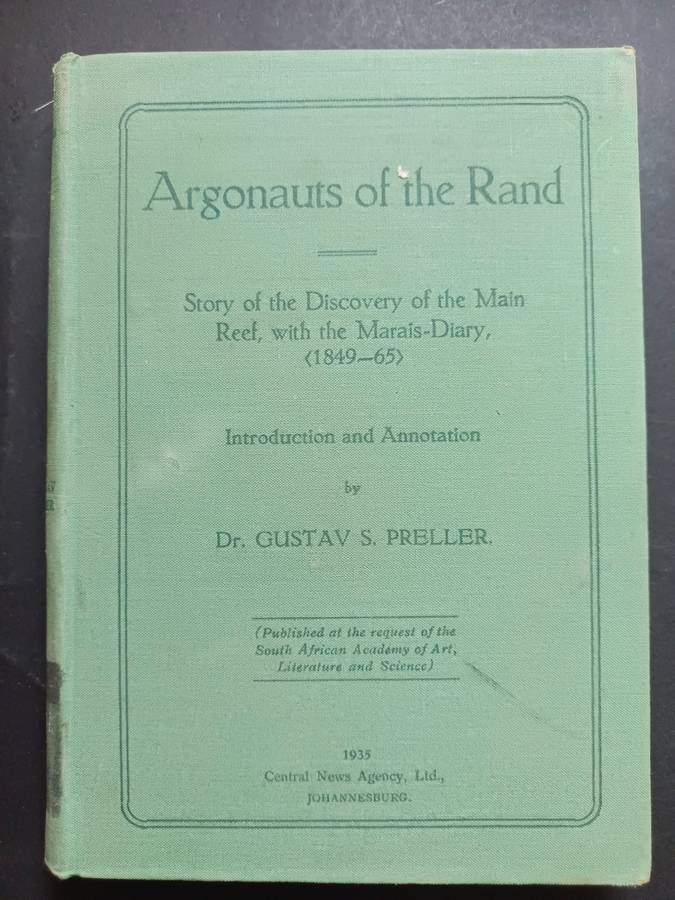 Argonauts of the Rand
Story of the Discovery of the Main
Reef, with the Marais-Diary,
(1849—65)
Introduction and Annotation
by
Dr. GUSTAV S. PRELLER.
(Published at the request of the
South African Academy of Art,
Literature and Science)
1935
Central News Agency, Ltd.,
JOHANNESBURG.